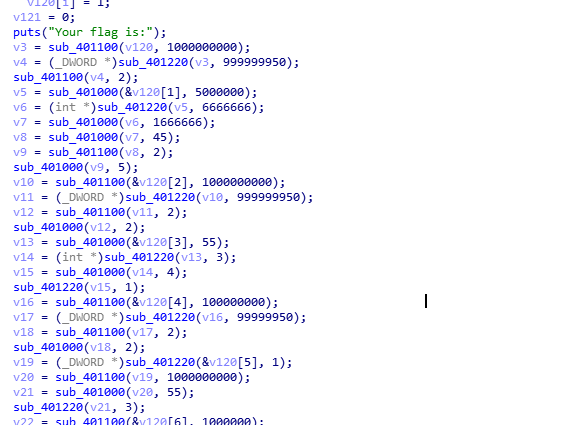 v120[i] = 1;
v121 = 0;
puts("Your flag is:");
v3 = sub_401100(v120, 1000000000);
v4 = (_DWORD *)sub_401220(v3, 999999950);
sub_401100(v4, 2);
v5 = sub_401000(&v120[1], 5000000);
v6 = (int *)sub_401220(v5, 6666666);
v7 = sub_401000(v6, 1666666);
v8 = sub_401000(v7, 45);
v9 = sub_401100(v8, 2);
sub_401000(v9, 5);
v10 = sub_401100(&v120[2], 1000000000);
v11 = (_DWORD *)sub_401220(v10, 999999950);
v12 = sub_401100(v11, 2);
sub_401000(v12, 2);
v13 = sub_401000(&v120[3], 55);
v14 = (int *)sub_401220(v13, 3);
v15 = sub_401000(v14, 4);
sub_401220(v15, 1);
v16 = sub_401100(&v120[4], 100000000);
v17 = (_DWORD *)sub_401220(v16, 99999950);
v18 = sub_401100(v17, 2);
sub_401000(v18, 2);
v19 = (_DWORD *)sub_401220(&v120[5], 1);
v20 = sub_401100(v19, 1000000000);
v21 = sub_401000(v20, 55);
sub_401220(v21, 3);
v22 = sub_401100(&v120[6], 1000000);